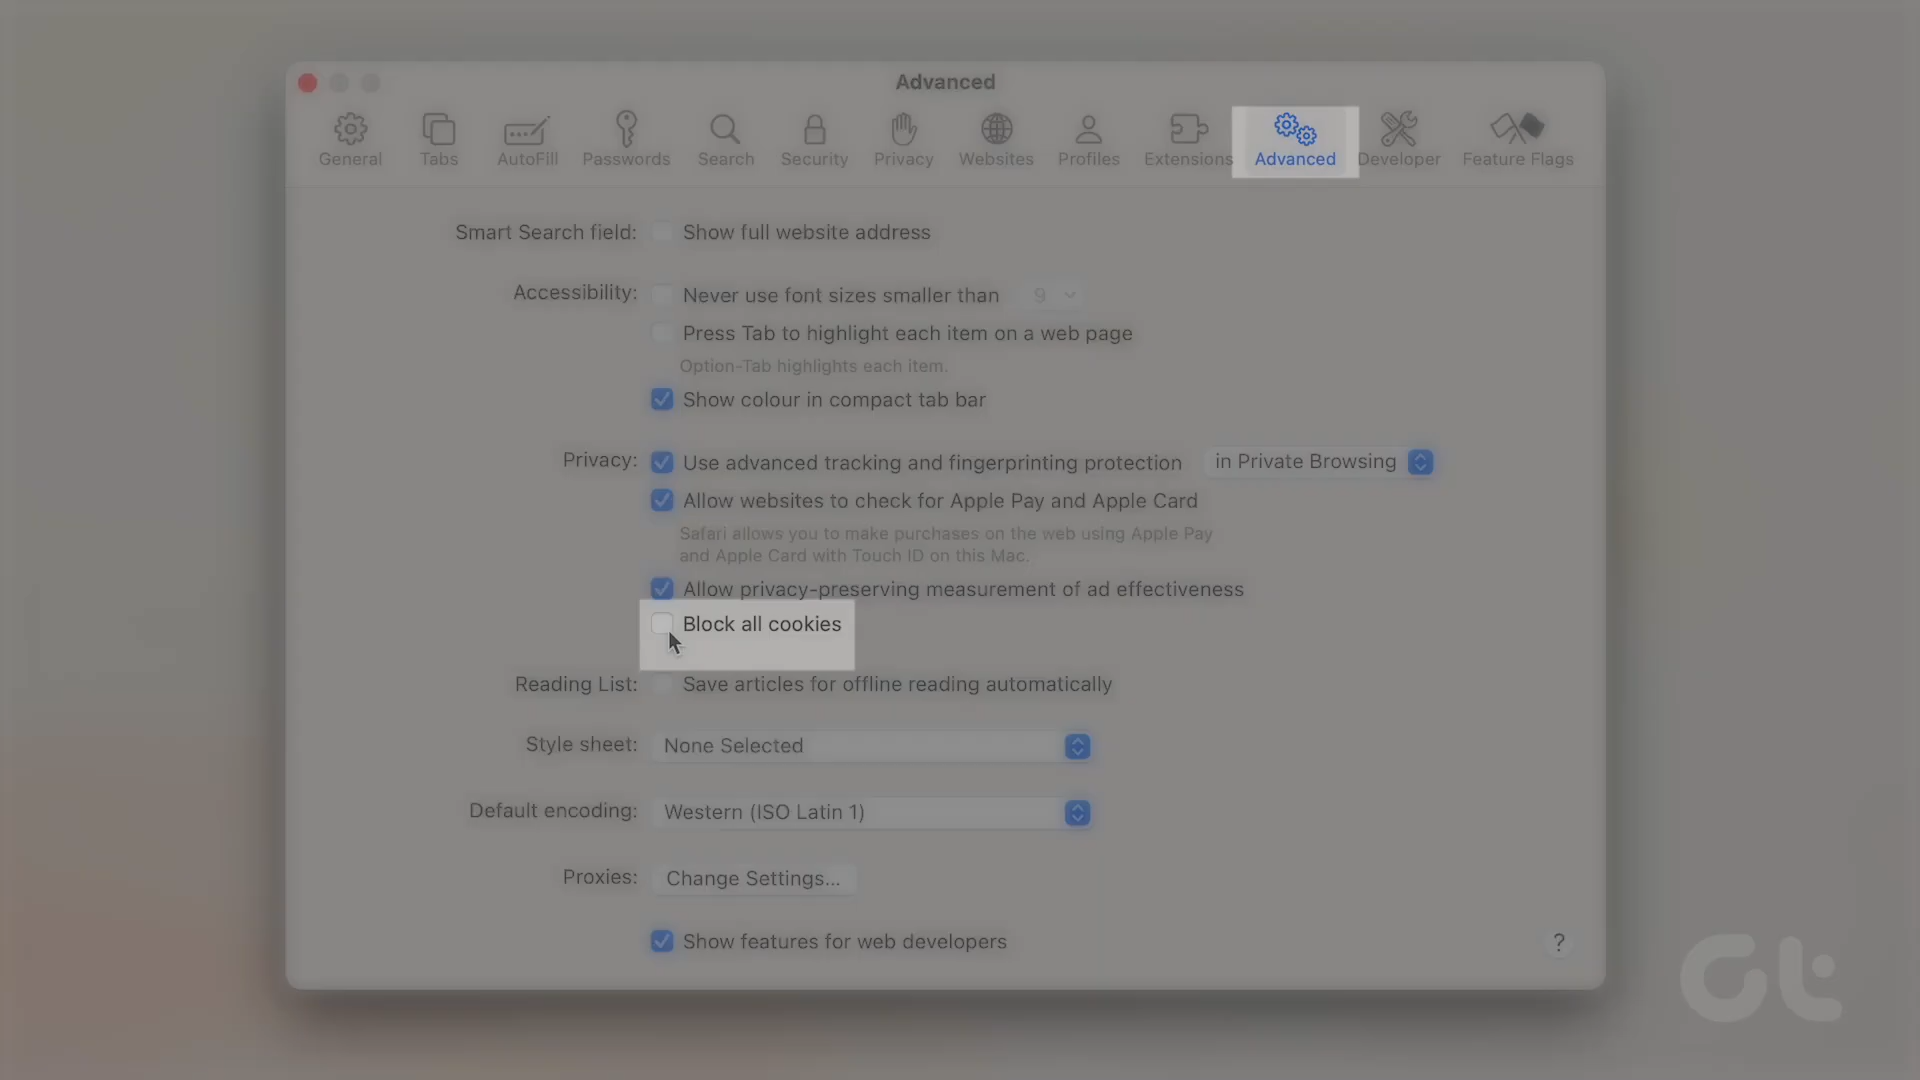 Advanced
General
Tabs
AutoFill
Passwords
Search
Security
Privacy
Websites
Profiles
Extensions
Advanced
Developer
Feature Flags
Smart Search field:
Show full website address
Accessibility:
Never use font sizes smaller than
9
Press Tab to highlight each item on a web page
Option-Tab highlights each item.
Show colour in compact tab bar
Privacy:
Use advanced tracking and fingerprinting protection
in Private Browsing
Allow websites to check for Apple Pay and Apple Card
Safari allows you to make purchases on the web using Apple Pay
and Apple Card with Touch ID on this Mac.
Allow privacy-preserving measurement of ad effectiveness
Block all cookies
Reading List:
Save articles for offline reading automatically
Style sheet:
None Selected
Default encoding:
Western (ISO Latin 1)
Proxies:
Change Settings...
Show features for web developers
?
Gt